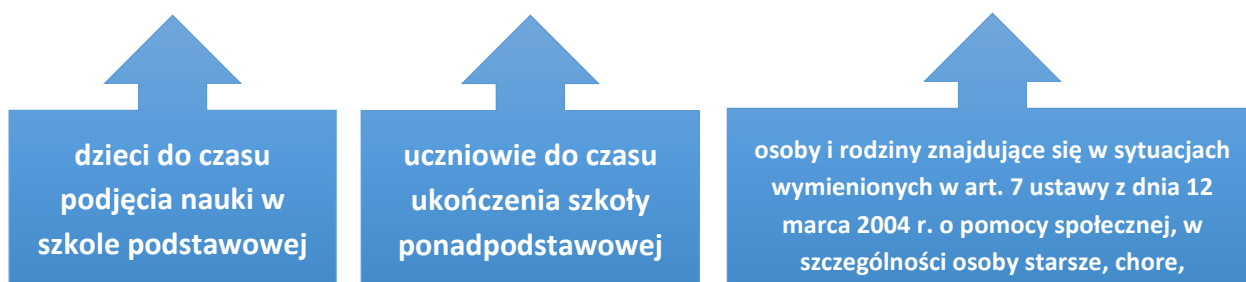 dzieci do czasu
podjęcia nauki w
szkole podstawowej
uczniowie do czasu
ukończenia szkoły
ponadpodstawowej
osoby i rodziny znajdujące się w sytuacjach
wymienionych w art. 7 ustawy z dnia 12
marca 2004 r. o pomocy społecznej, w
szczególności osoby starsze, chore,